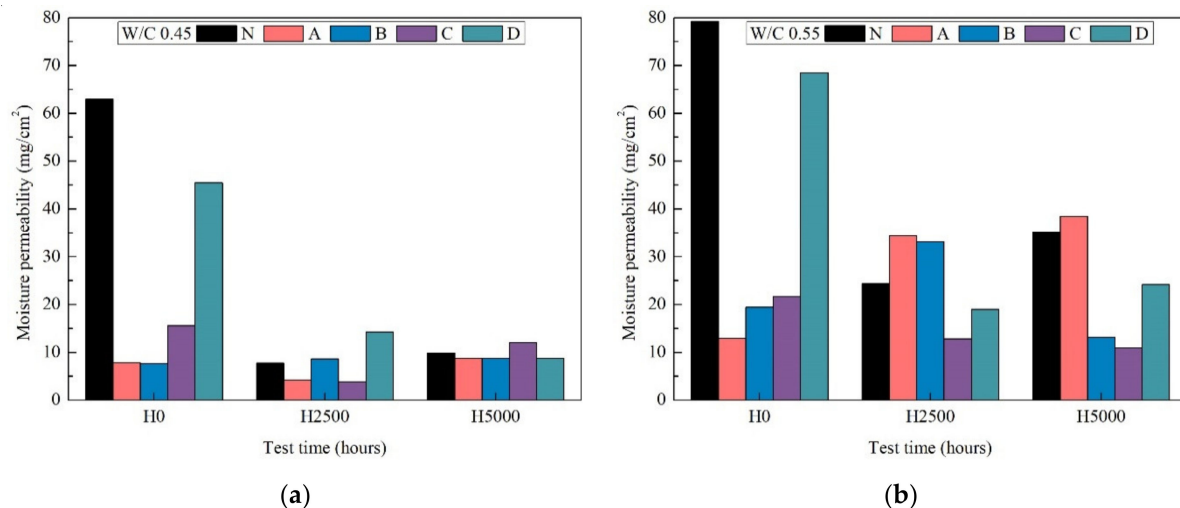 W/C 0.45 N A B C D
Moisture permeability (mg/cm²)
80
70
60
50
40
30
20
10
0
H0 H2500 H5000
Test time (hours)
(a)
W/C 0.55 N A B C D
Moisture permeability (mg/cm²)
80
70
60
50
40
30
20
10
0
H0 H2500 H5000
Test time (hours)
(b)